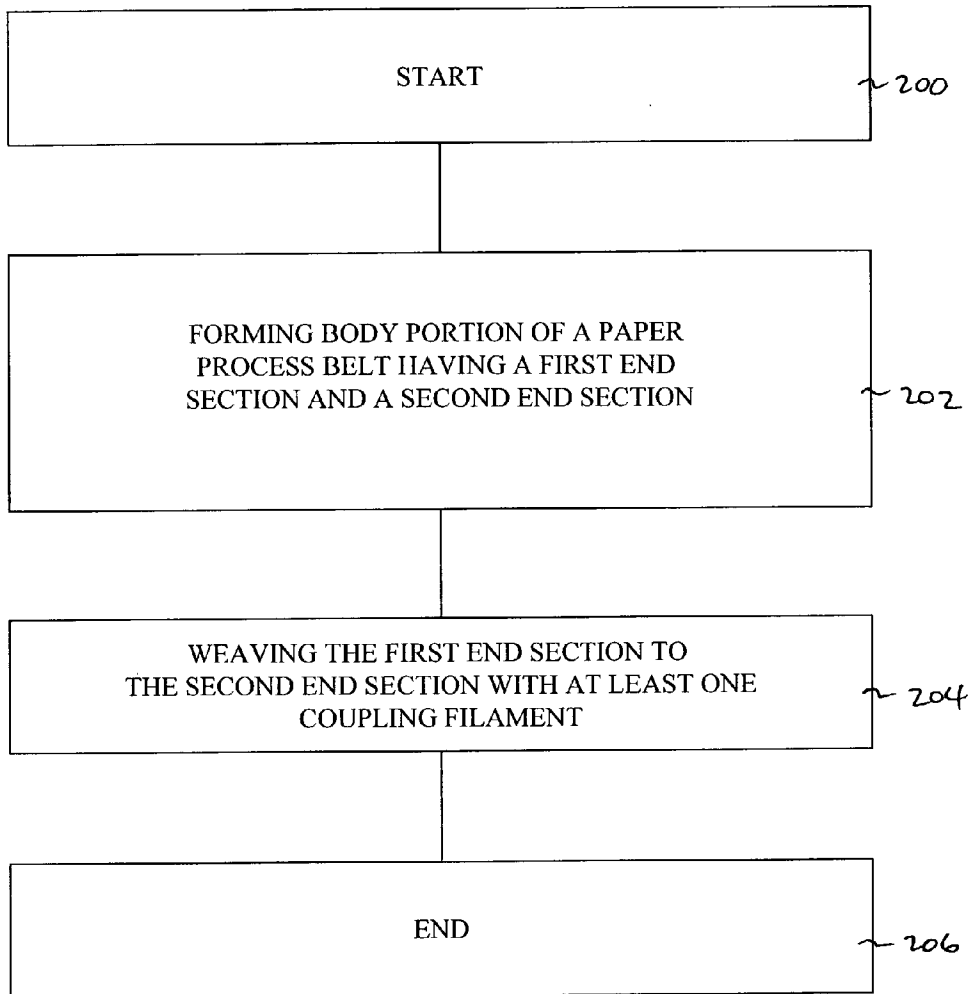 START
200
FORMING BODY PORTION OF A PAPER
PROCESS BELT HAVING A FIRST END
SECTION AND A SECOND END SECTION
202
WEAVING THE FIRST END SECTION TO
THE SECOND END SECTION WITH AT LEAST ONE
COUPLING FILAMENT
204
END
206